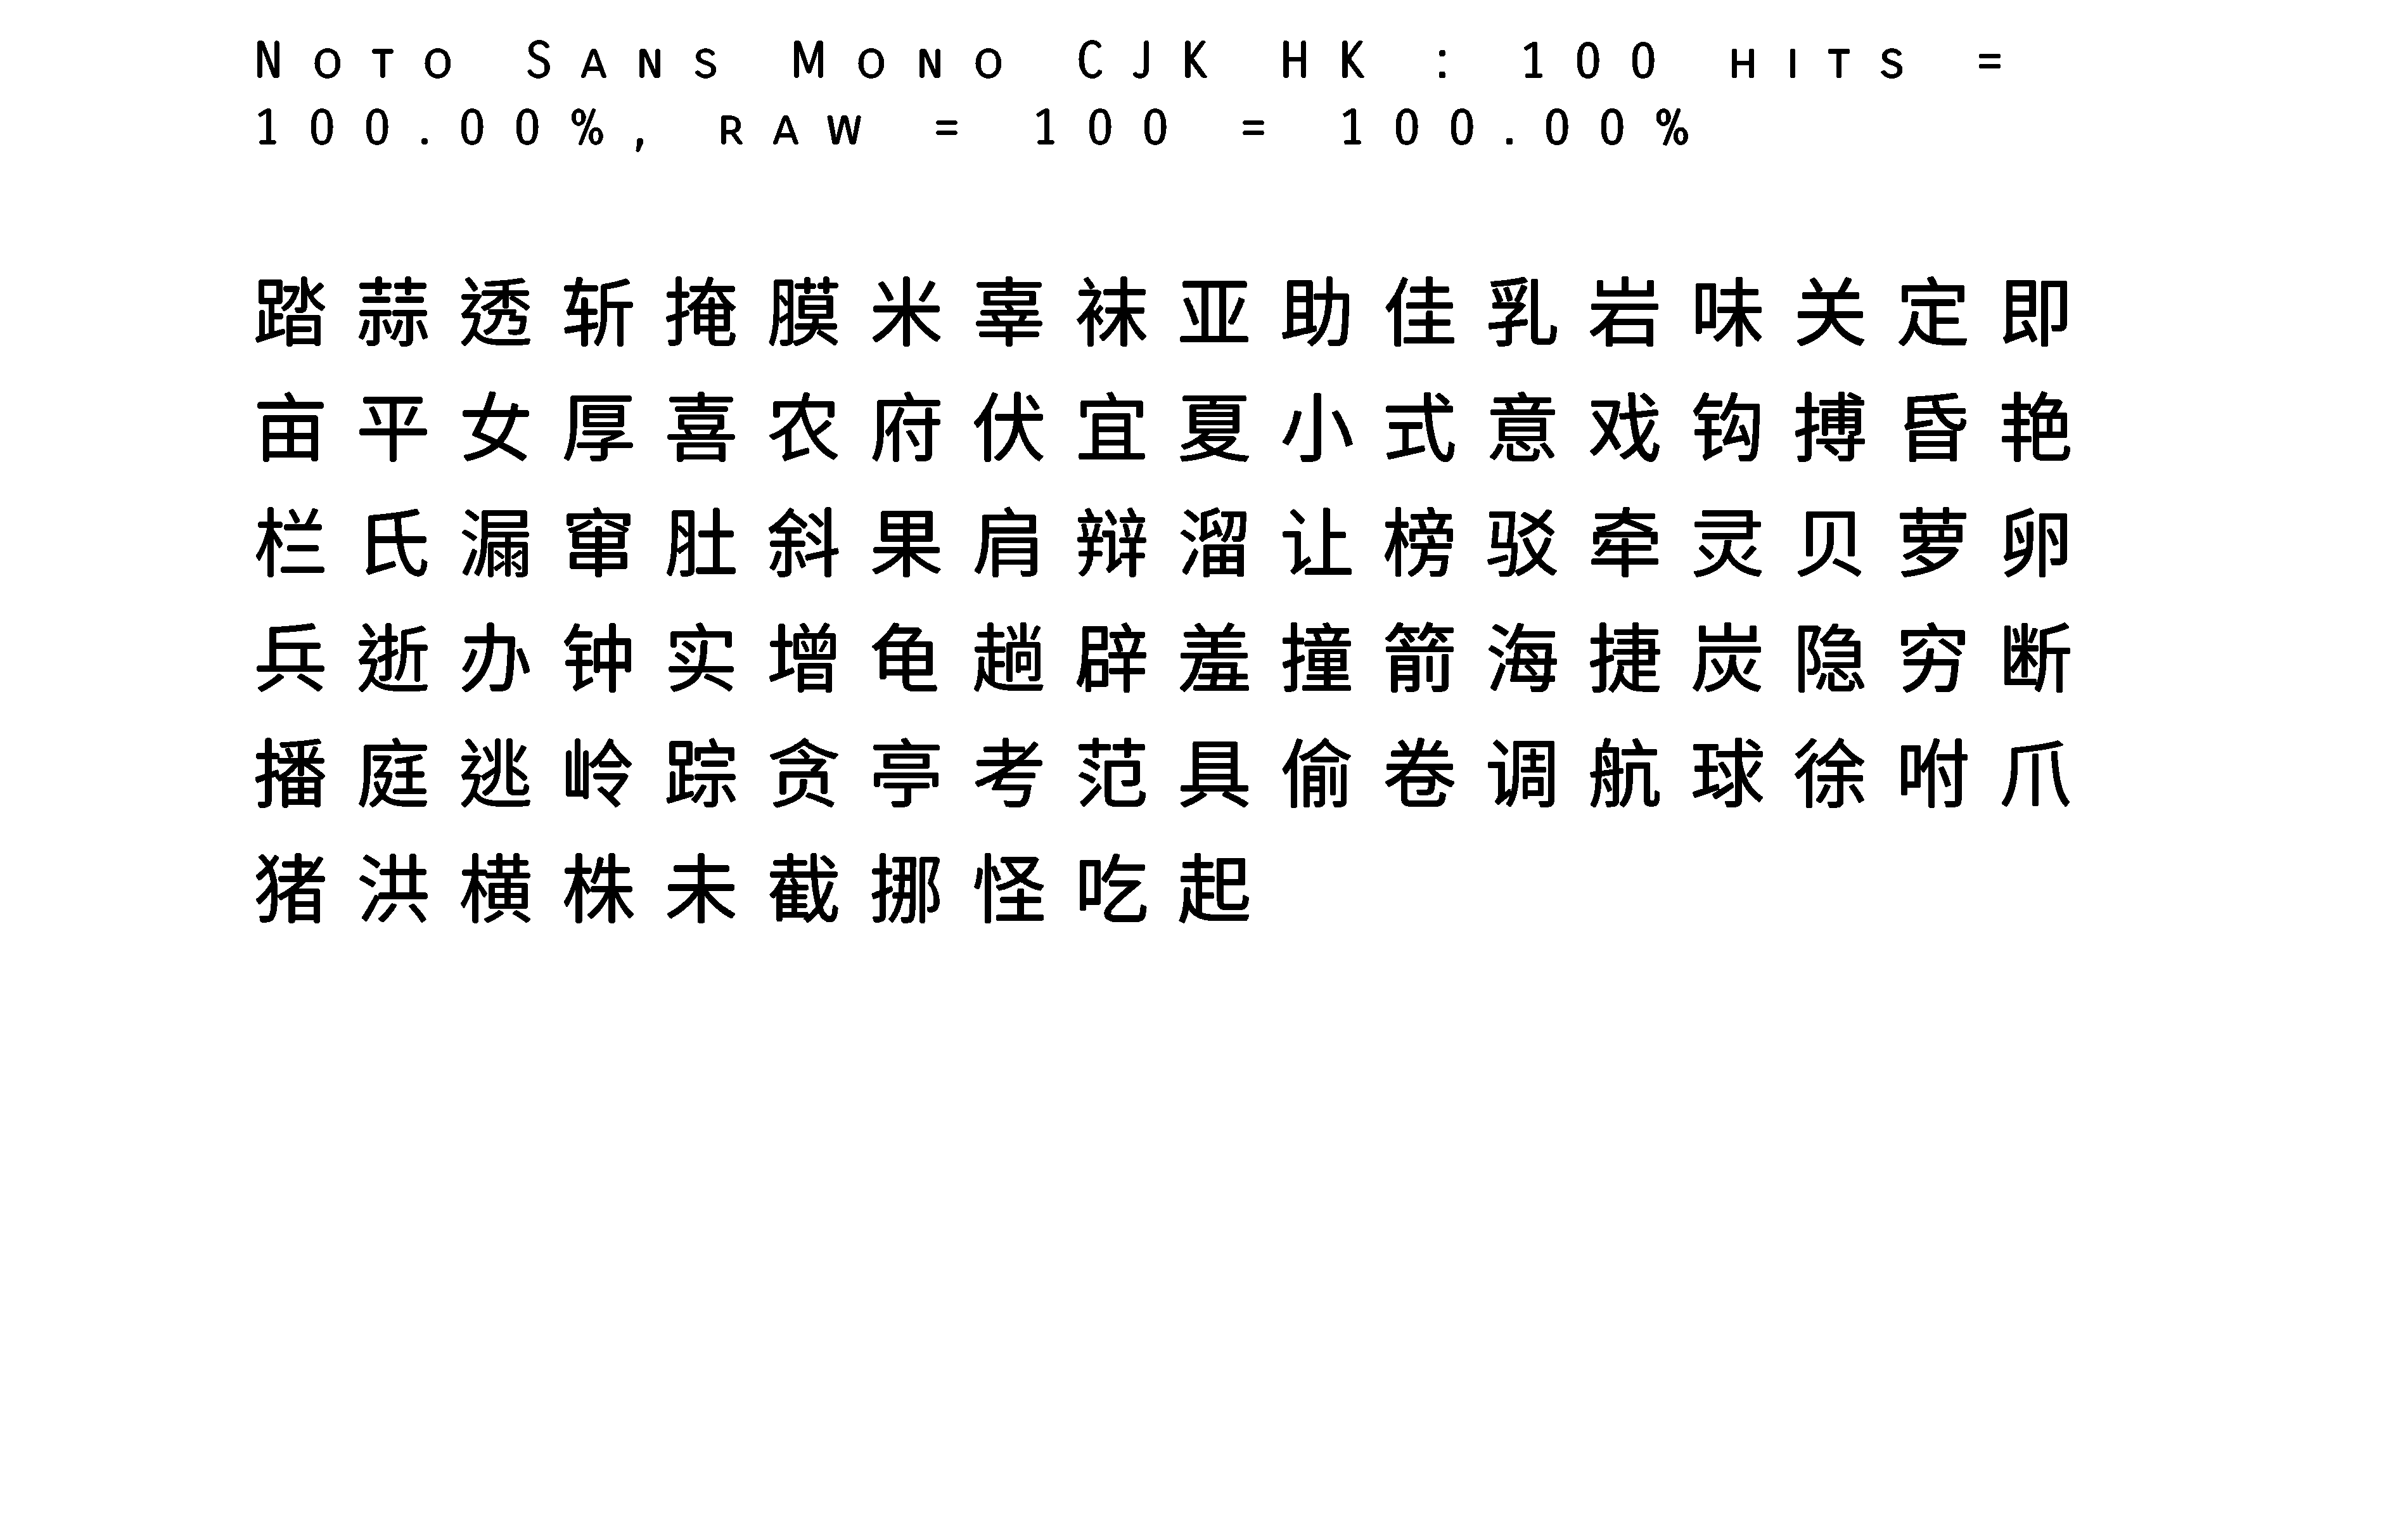 Noto Sans Mono CJK HK : 100 hits =
100.00%, raw = 100 = 100.00%
踏蒜透斩掩膜米辜袜亚助佳乳岩味关定即
亩平女厚喜农府伏宜夏小式意戏钩搏昏艳
栏氏漏窜肚斜果肩辩溜让榜驳牵灵贝萝卵
兵逝办钟实增龟趟辟羞撞箭海捷炭隐穷断
播庭逃岭踪贪亭考范具偷卷调航球徐咐爪
猪洪横株未截挪怪吃起